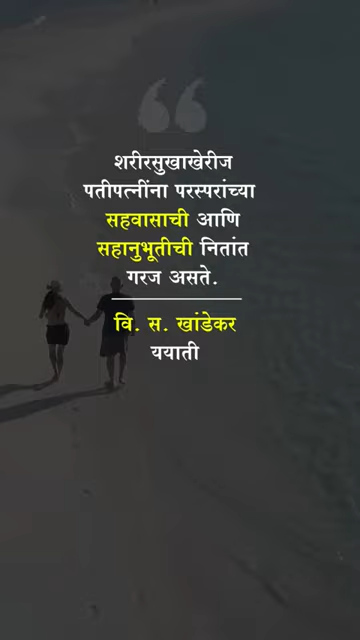 शरीरसुखाखेरीज
पतीपत्नींना परस्परांच्या
सहवासाची आणि
सहानुभूतीची नितांत
गरज असते.
वि. स. खांडेकर
ययाती